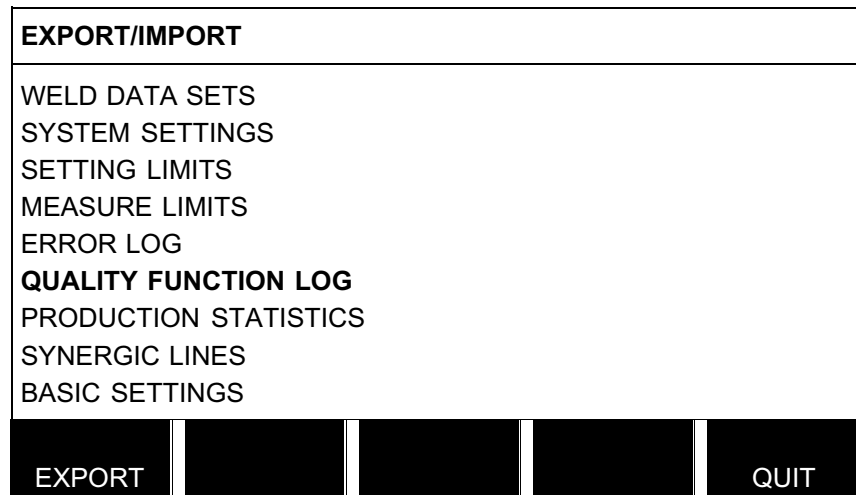 EXPORT/IMPORT
WELD DATA SETS
SYSTEM SETTINGS
SETTING LIMITS
MEASURE LIMITS
ERROR LOG
QUALITY FUNCTION LOG
PRODUCTION STATISTICS
SYNERGIC LINES
BASIC SETTINGS
EXPORT QUIT